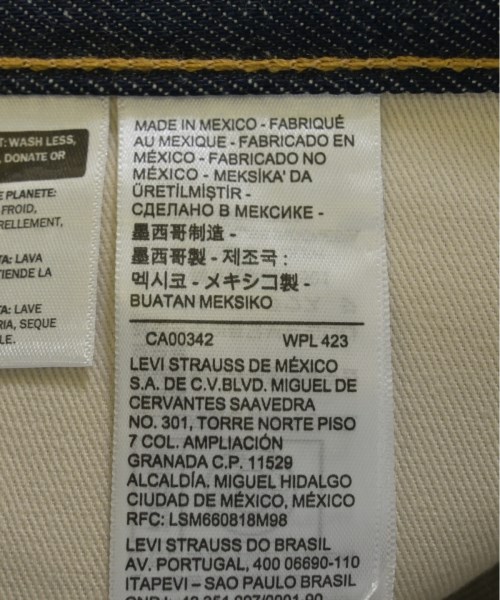 T: WASH LESS,
DONATE OR
PLANETE:
FROID,
RELLEMENT,
TA: LAVA
TIENDE LA
TA: LAVE
RIA, SEQUE
LE.
MADE IN MEXICO - FABRIQUÉ
AU MEXIQUE - FABRICADO EN
MÉXICO - FABRICADO NO
MÉXICO - MEKSİKA' DA
ÜRETİLMİŞTİR -
СДЕЛАНО В МЕКСИКЕ -
墨西哥制造 -
墨西哥製 - 제조국 :
멕시코 - メキシコ製 -
BUATAN MEKSIKO
CA00342 WPL 423
LEVI STRAUSS DE MÉXICO
S.A. DE C.V.BLVD. MIGUEL DE
CERVANTES SAAVEDRA
NO. 301, TORRE NORTE PISO
7 COL. AMPLIACIÓN
GRANADA C.P. 11529
ALCALDÍA. MIGUEL HIDALGO
CIUDAD DE MÉXICO, MÉXICO
RFC: LSM660818M98
LEVI STRAUSS DO BRASIL
AV. PORTUGAL, 400 06690-110
ITAPEVI – SAO PAULO BRASIL